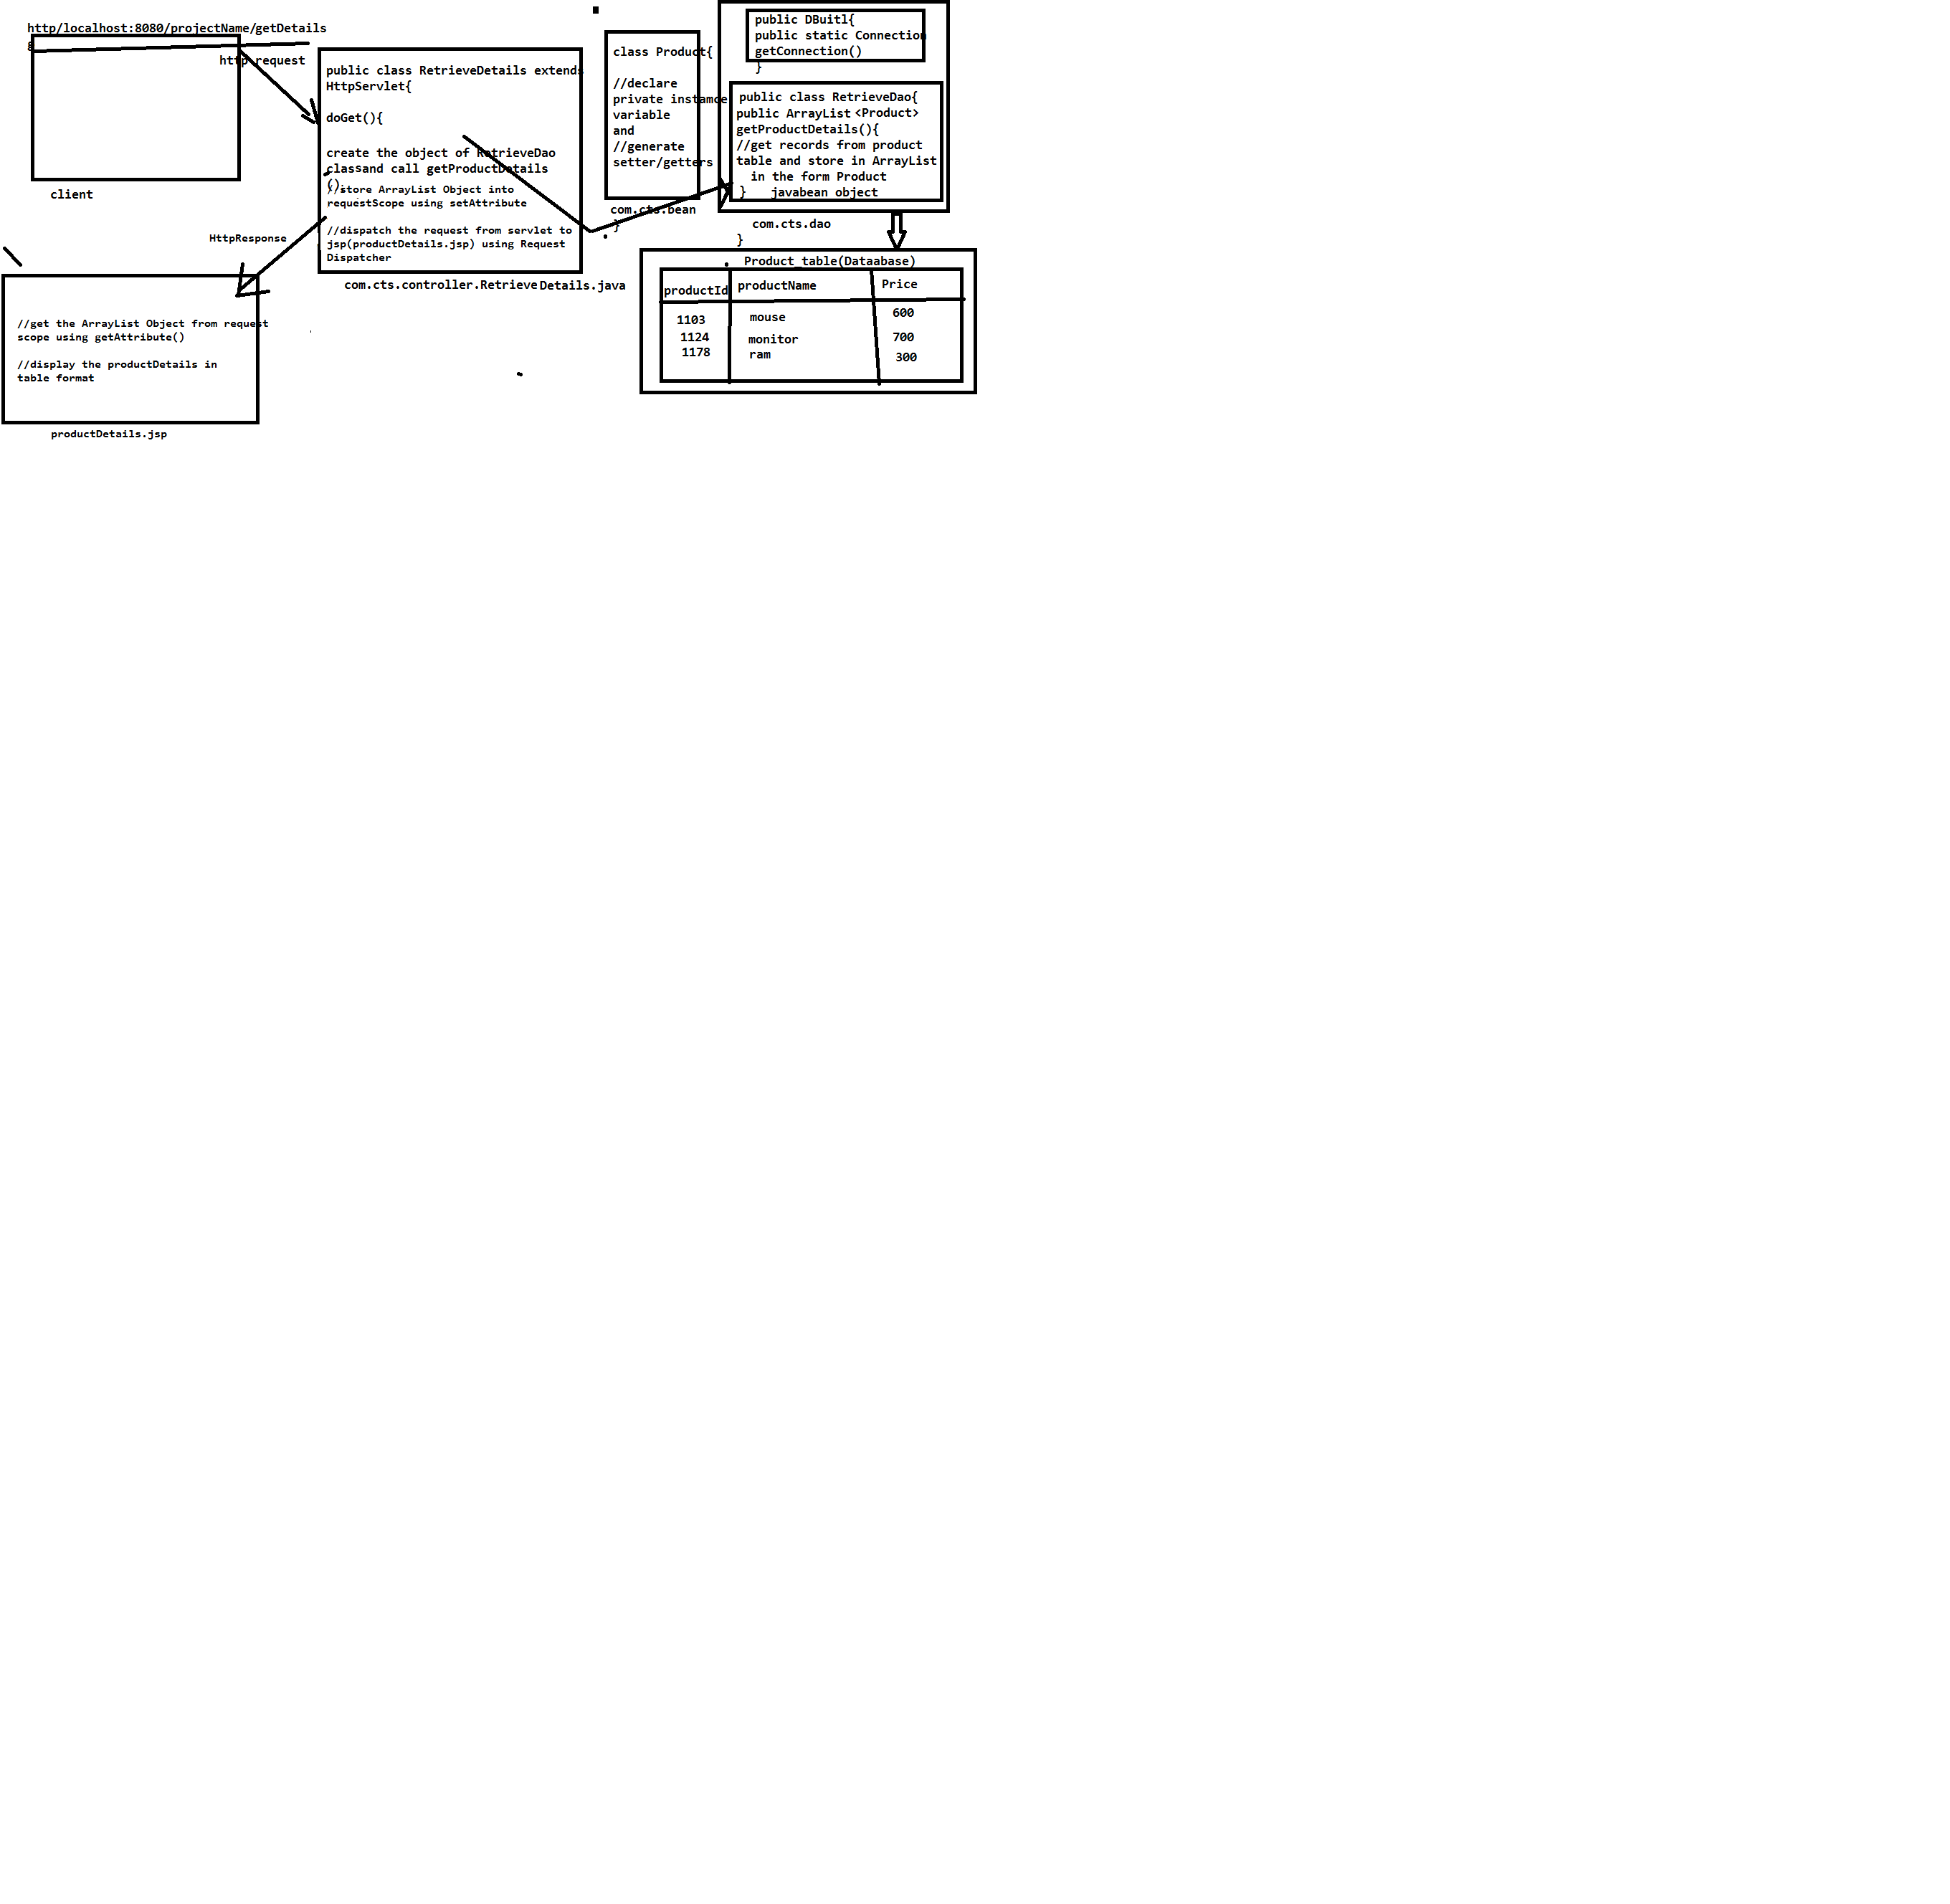 http/localhost:8080/projectName/getDetails
g
http request
client
public class RetrieveDetails extends
HttpServlet{
doGet(){
create the object of RetrieveDao
classand call getProductDetails
();
//store ArrayList Object into
requestScope using setAttribute
//dispatch the request from servlet to
jsp(productDetails.jsp) using Request
Dispatcher
com.cts.controller.RetrieveDetails.java
HttpResponse
//get the ArrayList Object from request
scope using getAttribute()
//display the productDetails in
table format
productDetails.jsp
class Product{
//declare
private instamce
variable
and
//generate
setter/getters
com.cts.bean
}
public DBuitl{
public static Connection
getConnection()
}
public class RetrieveDao{
public ArrayList <Product>
getProductDetails(){
//get records from product
table and store in ArrayList
in the form Product
} javabean object
com.cts.dao
}
Product_table(Dataabase)
productId productName Price
1103 mouse 600
1124 monitor 700
1178 ram 300